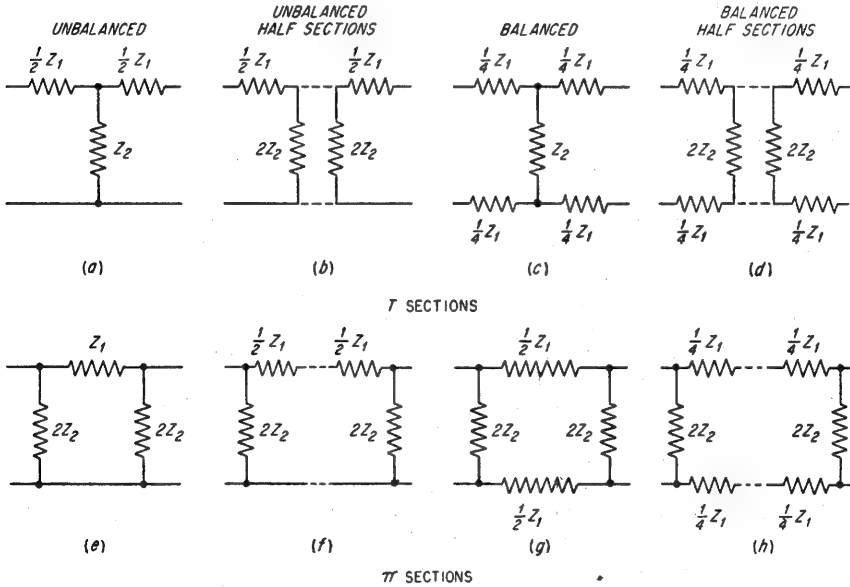 UNBALANCED
UNBALANCED
HALF SECTIONS
BALANCED
BALANCED
HALF SECTIONS
1/2 Z1 1/2 Z1
1/2 Z1 1/2 Z1
1/4 Z1 1/4 Z1
1/4 Z1 1/4 Z1
Z2
2Z2 2Z2
Z2
2Z2 2Z2
1/4 Z1 1/4 Z1
1/4 Z1 1/4 Z1
(a) (b) (c) (d)
T SECTIONS
Z1
1/2 Z1 1/2 Z1
1/2 Z1
1/4 Z1 1/4 Z1
2Z2 2Z2
2Z2 2Z2
2Z2 2Z2
2Z2 2Z2
1/2 Z1
1/4 Z1 1/4 Z1
(e) (f) (g) (h)
π SECTIONS